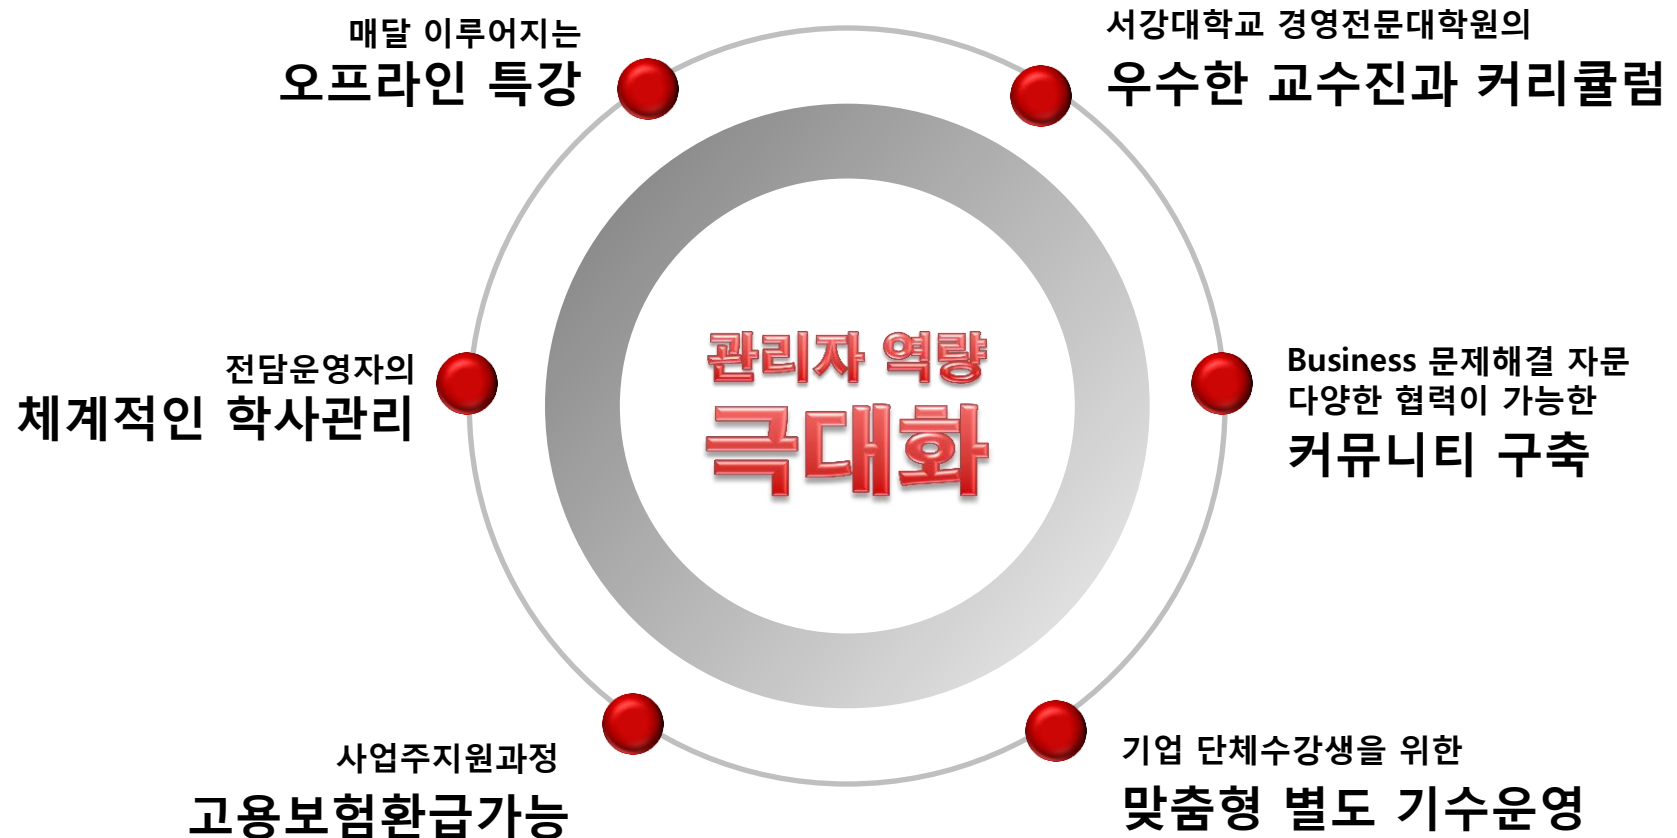 매달 이루어지는
오프라인 특강
서강대학교 경영전문대학원의
우수한 교수진과 커리큘럼
전담운영자의
체계적인 학사관리
관리자 역량
극대화
Business 문제해결 자문
다양한 협력이 가능한
커뮤니티 구축
사업주지원과정
고용보험환급가능
기업 단체수강생을 위한
맞춤형 별도 기수운영